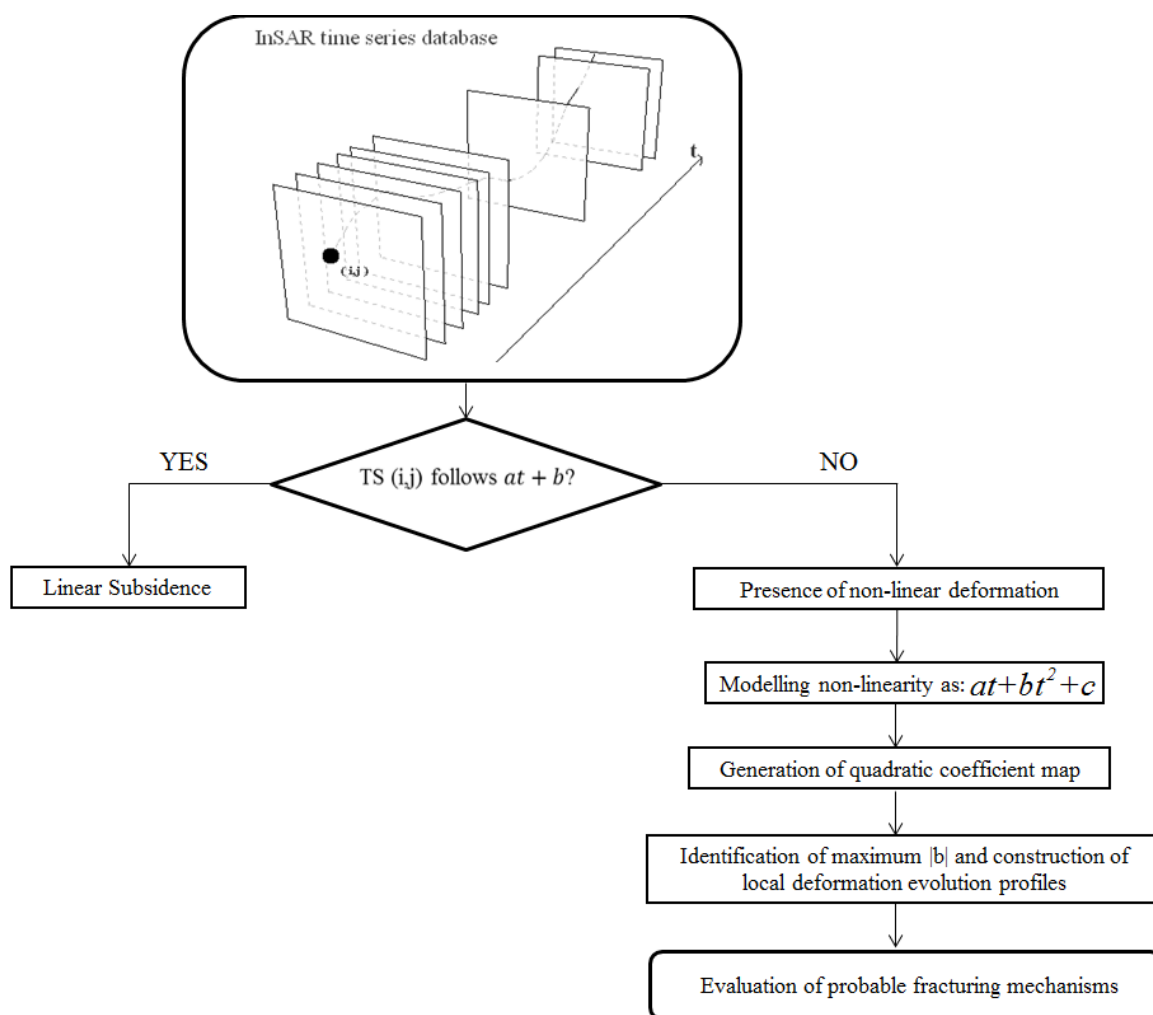 InSAR time series database
t,
(i,j)
TS (i,j) follows at + b?
YES
NO
Linear Subsidence
Presence of non-linear deformation
Modelling non-linearity as: at+bt²+c
Generation of quadratic coefficient map
Identification of maximum |b| and construction of
local deformation evolution profiles
Evaluation of probable fracturing mechanisms